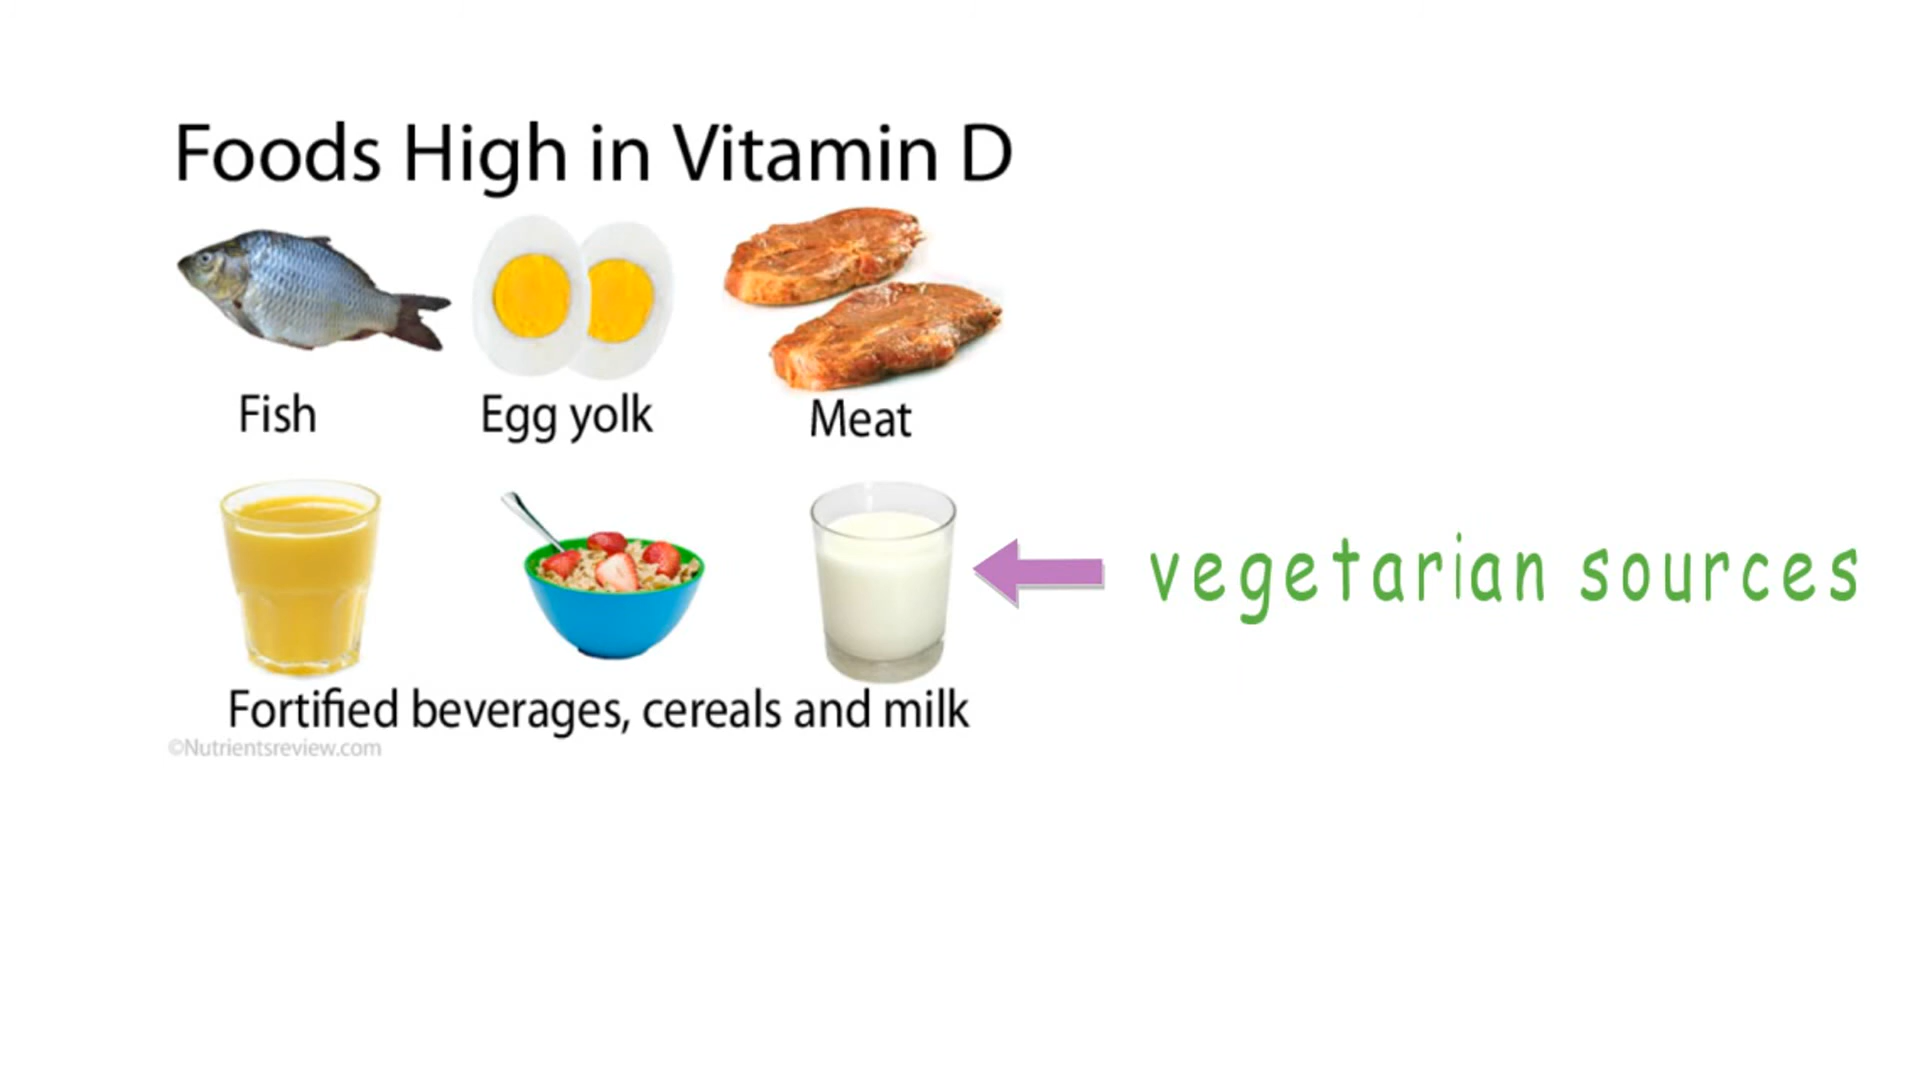 Foods High in Vitamin D
Fish
Egg yolk
Meat
vegetarian sources
Fortified beverages, cereals and milk
©Nutrientsreview.com